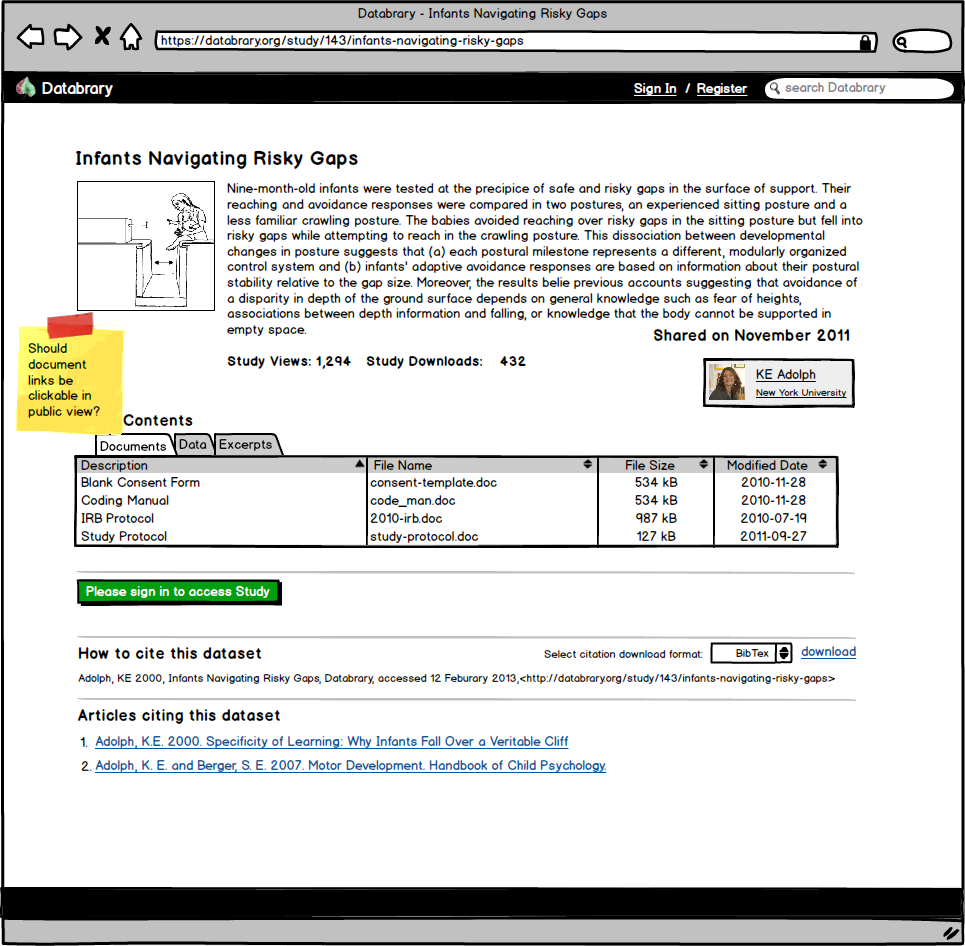 Databrary - Infants Navigating Risky Gaps
https://databrary.org/study/143/infants-navigating-risky-gaps
Databrary
Sign In / Register
search Databrary
Infants Navigating Risky Gaps
Nine-month-old infants were tested at the precipice of safe and risky gaps in the surface of support. Their
reaching and avoidance responses were compared in two postures, an experienced sitting posture and a
less familiar crawling posture. The babies avoided reaching over risky gaps in the sitting posture but fell into
risky gaps while attempting to reach in the crawling posture. This dissociation between developmental
changes in posture suggests that (a) each postural milestone represents a different, modularly organized
control system and (b) infants' adaptive avoidance responses are based on information about their postural
stability relative to the gap size. Moreover, the results belie previous accounts suggesting that avoidance of
a disparity in depth of the ground surface depends on general knowledge such as fear of heights,
associations between depth information and falling, or knowledge that the body cannot be supported in
empty space.
Shared on November 2011
Should
document
links be
clickable in
public view?
Study Views: 1,294 Study Downloads: 432
KE Adolph
New York University
Contents
Documents Data Excerpts
Description File Name File Size Modified Date
Blank Consent Form consent-template.doc 534 kB 2010-11-28
Coding Manual code_man.doc 534 kB 2010-11-28
IRB Protocol 2010-irb.doc 987 kB 2010-07-19
Study Protocol study-protocol.doc 127 kB 2011-09-27
Please sign in to access Study
How to cite this dataset
Select citation download format: BibTex download
Adolph, KE 2000, Infants Navigating Risky Gaps, Databrary, accessed 12 Feburary 2013,<http://databrary.org/study/143/infants-navigating-risky-gaps>
Articles citing this dataset
1. Adolph, K.E. 2000. Specificity of Learning: Why Infants Fall Over a Veritable Cliff
2. Adolph, K. E. and Berger, S. E. 2007. Motor Development. Handbook of Child Psychology.